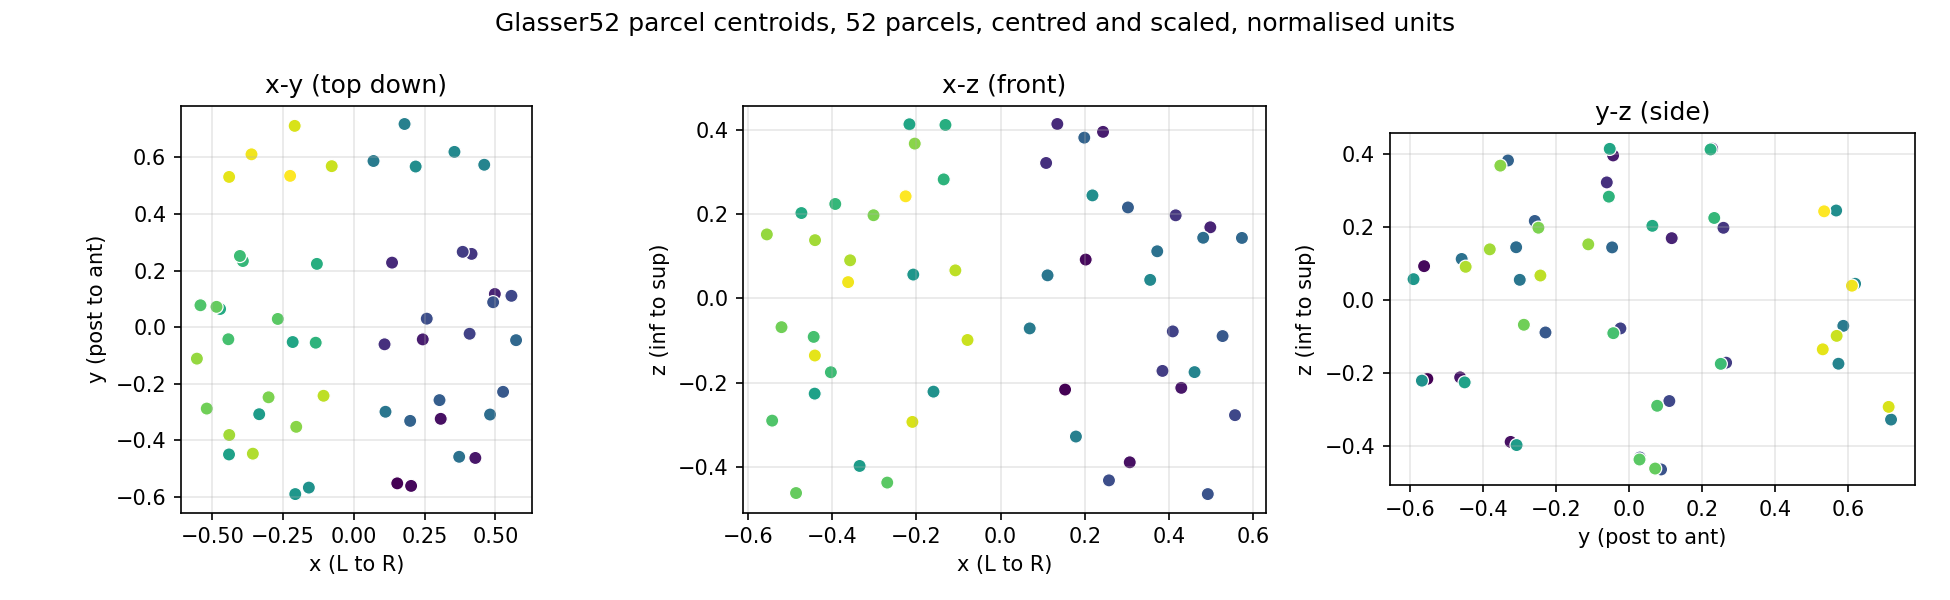 Glasser52 parcel centroids, 52 parcels, centred and scaled, normalised units
x-y (top down)
y (post to ant)
0.6
0.4
0.2
0.0
−0.2
−0.4
−0.6
−0.50 −0.25 0.00 0.25 0.50
x (L to R)
x-z (front)
z (inf to sup)
0.4
0.2
0.0
−0.2
−0.4
−0.6 −0.4 −0.2 0.0 0.2 0.4 0.6
x (L to R)
y-z (side)
z (inf to sup)
0.4
0.2
0.0
−0.2
−0.4
−0.6 −0.4 −0.2 0.0 0.2 0.4 0.6
y (post to ant)